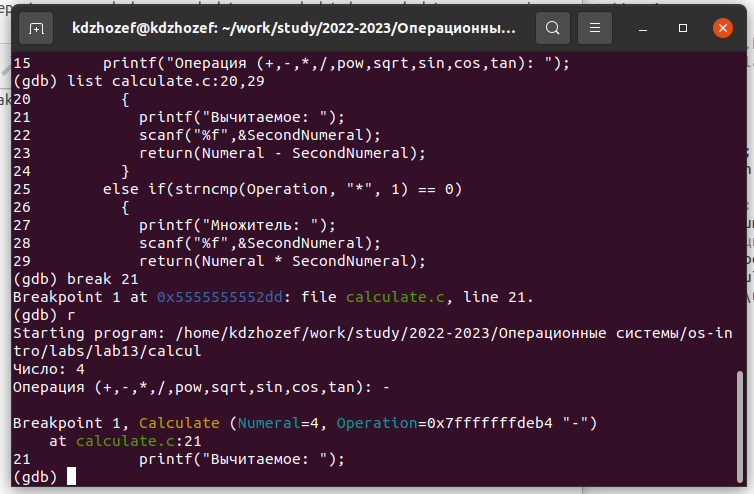 kdzhozef@kdzhozef: ~/work/study/2022-2023/Операционны...
15        printf("Операция (+,-,*,/,pow,sqrt,sin,cos,tan): ");
(gdb) list calculate.c:20,29
20          {
21            printf("Вычитаемое: ");
22            scanf("%f",&SecondNumeral);
23            return(Numeral - SecondNumeral);
24          }
25        else if(strncmp(Operation, "*", 1) == 0)
26          {
27            printf("Множитель: ");
28            scanf("%f",&SecondNumeral);
29            return(Numeral * SecondNumeral);
(gdb) break 21
Breakpoint 1 at 0x5555555552dd: file calculate.c, line 21.
(gdb) r
Starting program: /home/kdzhozef/work/study/2022-2023/Операционные системы/os-in
tro/labs/lab13/calcul
Число: 4
Операция (+,-,*,/,pow,sqrt,sin,cos,tan): -
Breakpoint 1, Calculate (Numeral=4, Operation=0x7fffffffdeb4 "-")
    at calculate.c:21
21            printf("Вычитаемое: ");
(gdb)